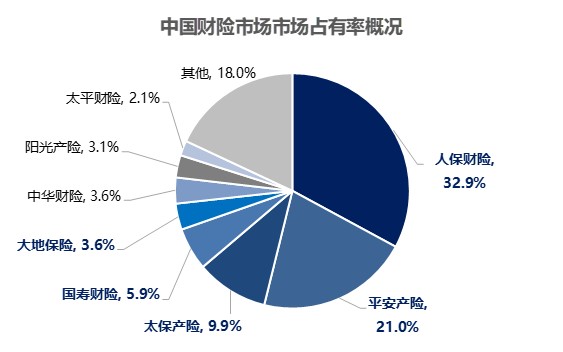 中国财险市场市场占有率概况
人保财险,
32.9%
平安产险,
21.0%
太保产险, 9.9%
国寿财险, 5.9%
大地保险, 3.6%
中华财险, 3.6%
阳光产险, 3.1%
太平财险, 2.1%
其他, 18.0%